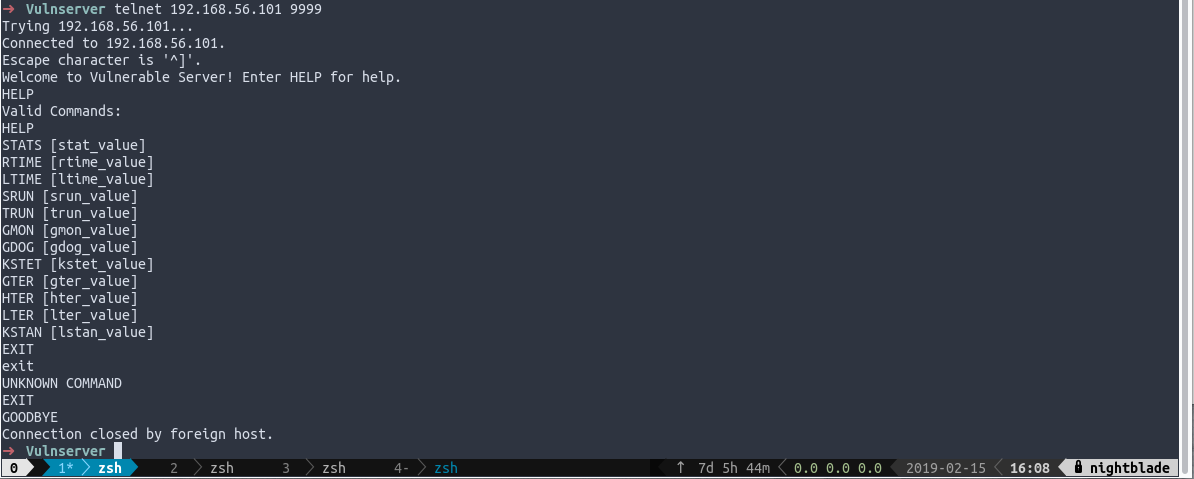 → Vulnserver telnet 192.168.56.101 9999
Trying 192.168.56.101...
Connected to 192.168.56.101.
Escape character is '^]'.
Welcome to Vulnerable Server! Enter HELP for help.
HELP
Valid Commands:
HELP
STATS [stat_value]
RTIME [rtime_value]
LTIME [ltime_value]
SRUN [srun_value]
TRUN [trun_value]
GMON [gmon_value]
GDOG [gdog_value]
KSTET [kstet_value]
GTER [gter_value]
HTER [hter_value]
LTER [lter_value]
KSTAN [lstan_value]
EXIT
exit
UNKNOWN COMMAND
EXIT
GOODBYE
Connection closed by foreign host.
→ Vulnserver
0 1* zsh 2 zsh 3 zsh 4- zsh ↑ 7d 5h 44m 0.0 0.0 0.0 2019-02-15 16:08 nightblade